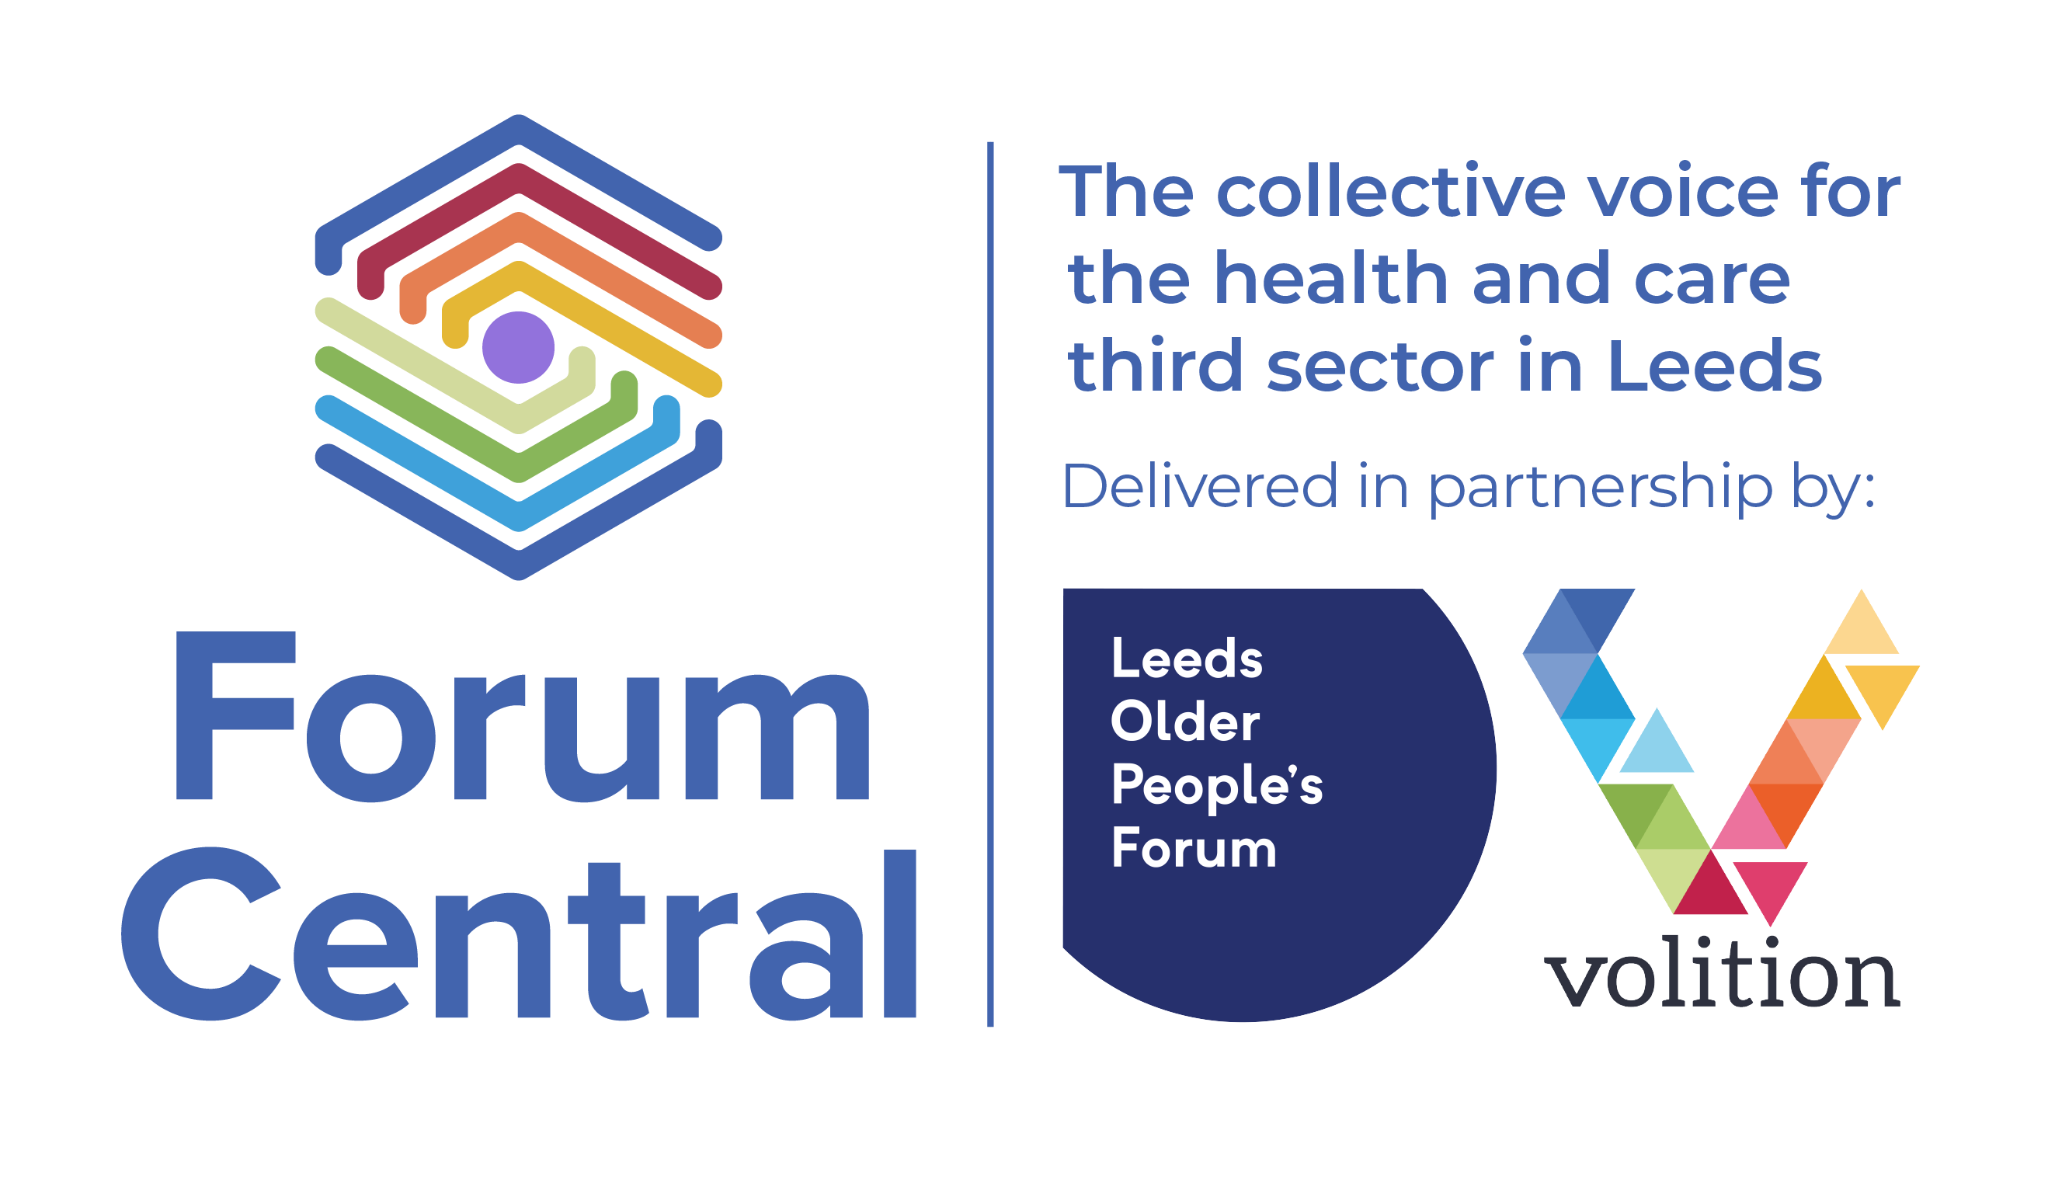 Forum
Central
The collective voice for
the health and care
third sector in Leeds
Delivered in partnership by:
Leeds
Older
People’s
Forum
volition